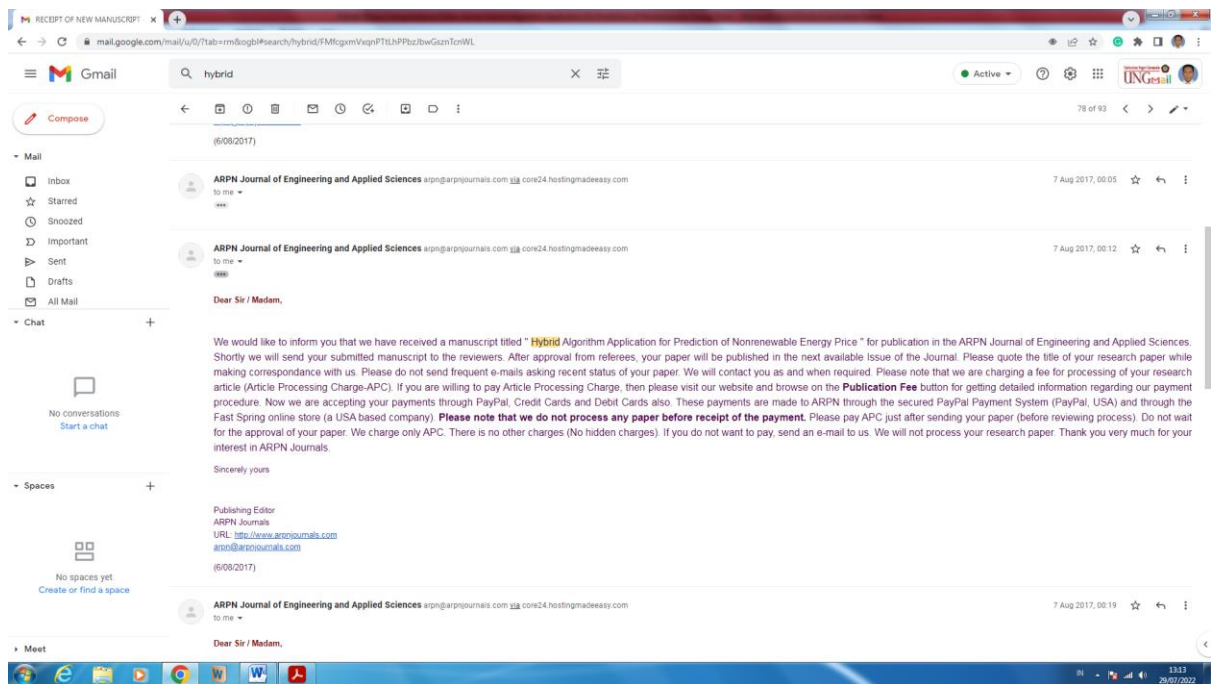 RECEIPT OF NEW MANUSCRIPT
mail.google.com/mail/u/0/?tab=rm&ogbl#search/hybrid/FMfcgxmVxqnPTtLhPPbzJbwGsznTcnWL
Gmail
hybrid
Active
UNGmail
Compose
78 of 93
(6/08/2017)
Mail
Inbox
Starred
Snoozed
Important
Sent
Drafts
All Mail
Chat
No conversations
Start a chat
Spaces
No spaces yet
Create or find a space
Meet
ARPN Journal of Engineering and Applied Sciences arpn@arpnjournals.com via core24.hostingmadeeasy.com
7 Aug 2017, 00:05
to me
ARPN Journal of Engineering and Applied Sciences arpn@arpnjournals.com via core24.hostingmadeeasy.com
7 Aug 2017, 00:12
to me
Dear Sir / Madam,
We would like to inform you that we have received a manuscript titled " Hybrid Algorithm Application for Prediction of Nonrenewable Energy Price " for publication in the ARPN Journal of Engineering and Applied Sciences.
Shortly we will send your submitted manuscript to the reviewers. After approval from referees, your paper will be published in the next available Issue of the Journal. Please quote the title of your research paper while
making correspondance with us. Please do not send frequent e-mails asking recent status of your paper. We will contact you as and when required. Please note that we are charging a fee for processing of your research
article (Article Processing Charge-APC). If you are willing to pay Article Processing Charge, then please visit our website and browse on the Publication Fee button for getting detailed information regarding our payment
procedure. Now we are accepting your payments through PayPal, Credit Cards and Debit Cards also. These payments are made to ARPN through the secured PayPal Payment System (PayPal, USA) and through the
Fast Spring online store (a USA based company). Please note that we do not process any paper before receipt of the payment. Please pay APC just after sending your paper (before reviewing process). Do not wait
for the approval of your paper. We charge only APC. There is no other charges (No hidden charges). If you do not want to pay, send an e-mail to us. We will not process your research paper. Thank you very much for your
interest in ARPN Journals.
Sincerely yours
Publishing Editor
ARPN Journals
URL: http://www.arpnjournals.com
arpn@arpnjournals.com
(6/08/2017)
ARPN Journal of Engineering and Applied Sciences arpn@arpnjournals.com via core24.hostingmadeeasy.com
7 Aug 2017, 00:19
to me
Dear Sir / Madam,
IN
13:13
29/07/2022